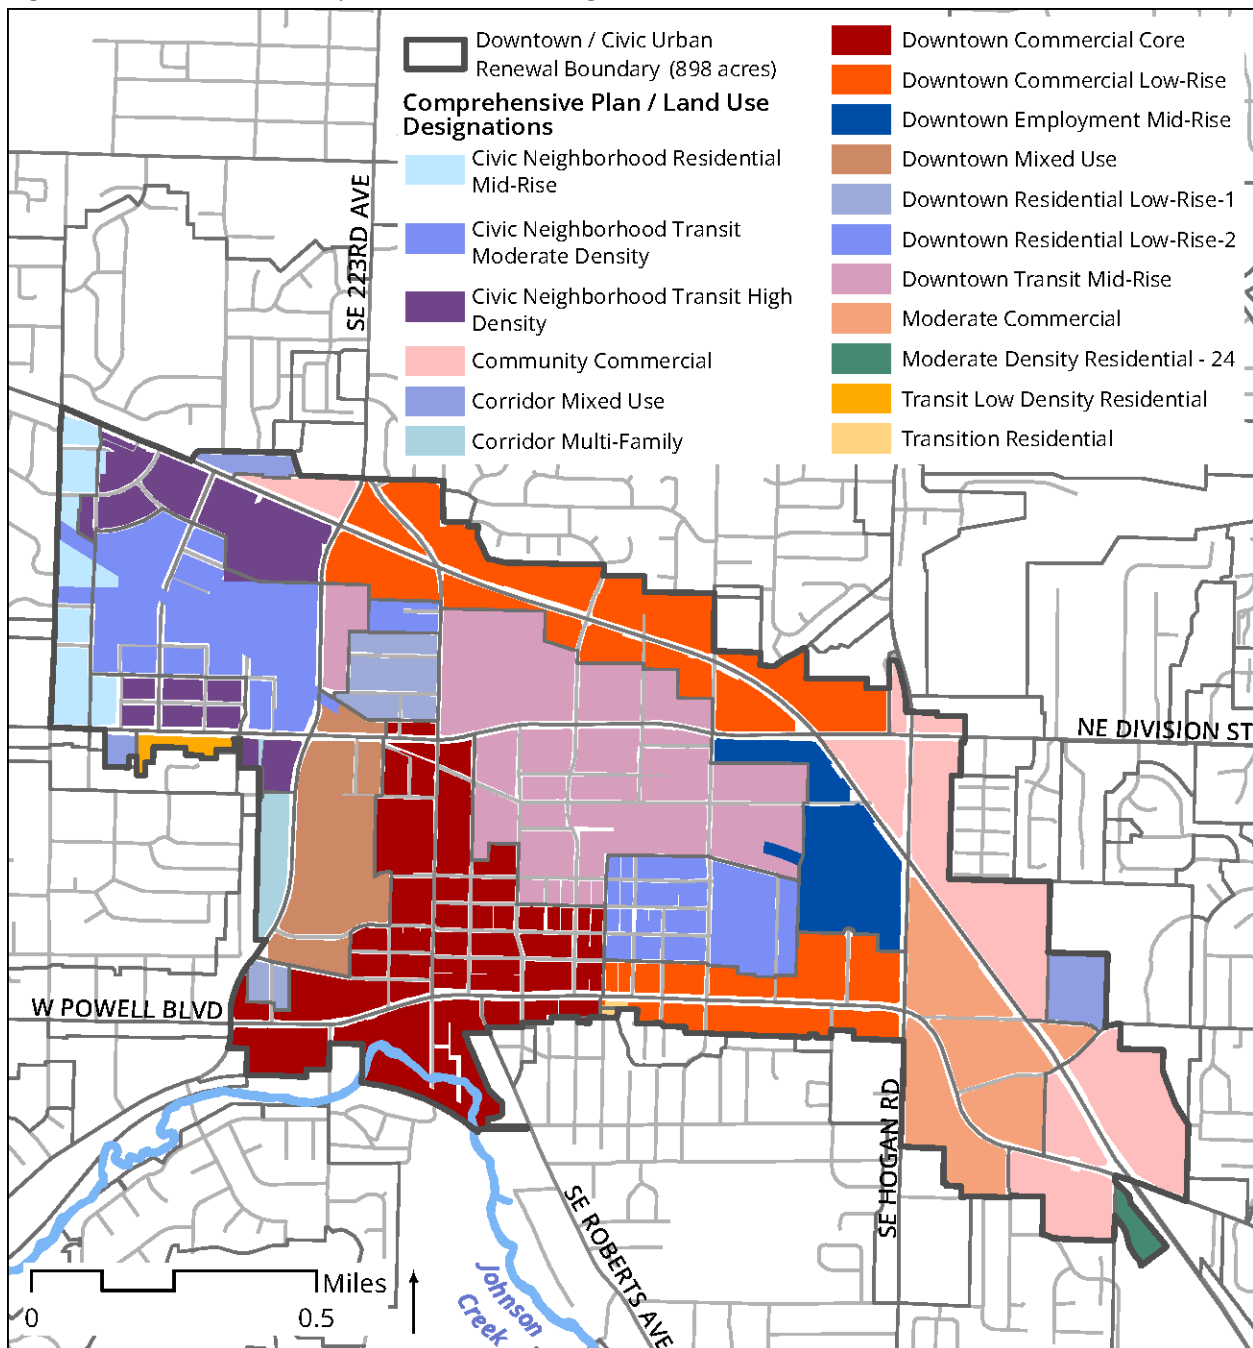 Downtown / Civic Urban
Renewal Boundary (898 acres)
Comprehensive Plan / Land Use
Designations
Civic Neighborhood Residential
Mid-Rise
Civic Neighborhood Transit
Moderate Density
Civic Neighborhood Transit High
Density
Community Commercial
Corridor Mixed Use
Corridor Multi-Family
Downtown Commercial Core
Downtown Commercial Low-Rise
Downtown Employment Mid-Rise
Downtown Mixed Use
Downtown Residential Low-Rise-1
Downtown Residential Low-Rise-2
Downtown Transit Mid-Rise
Moderate Commercial
Moderate Density Residential - 24
Transit Low Density Residential
Transition Residential
SE 223RD AVE
NE DIVISION ST
W POWELL BLVD
SE HOGAN RD
SE ROBERTS AVE
Johnson
Creek
Miles
0
0.5